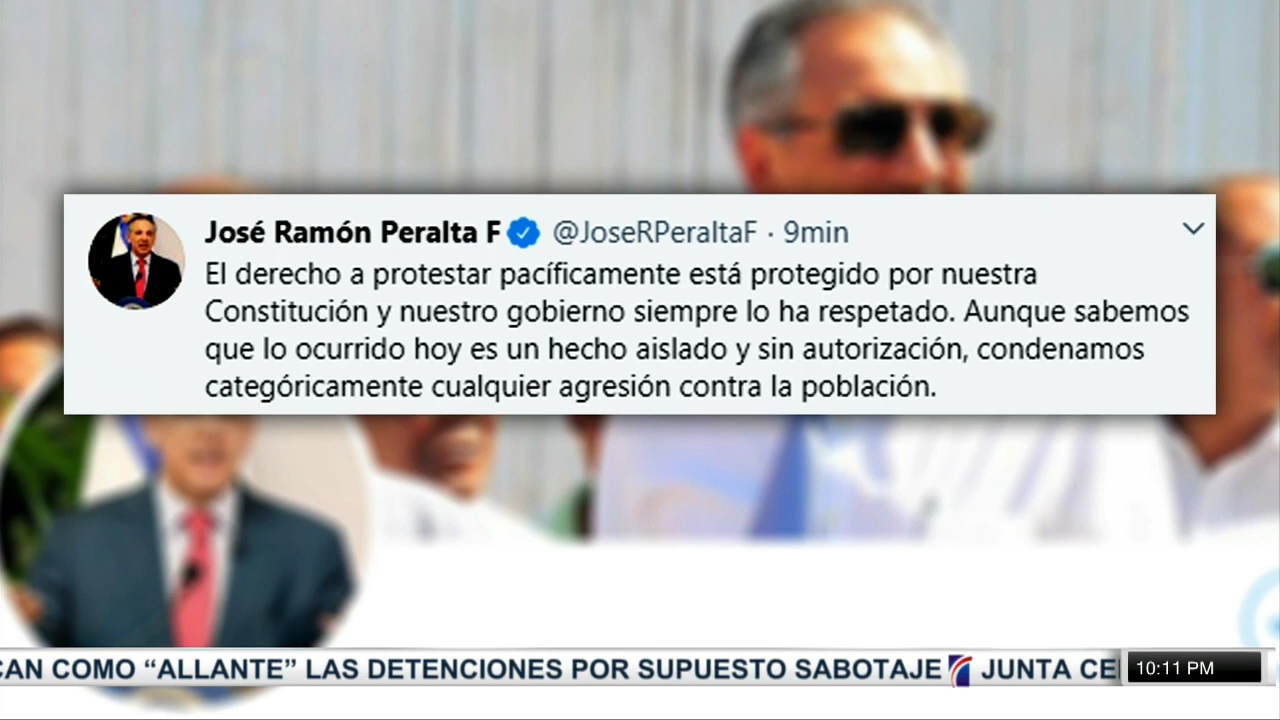 José Ramón Peralta F @JoseRPeraltaF · 9min
El derecho a protestar pacíficamente está protegido por nuestra
Constitución y nuestro gobierno siempre lo ha respetado. Aunque sabemos
que lo ocurrido hoy es un hecho aislado y sin autorización, condenamos
categóricamente cualquier agresión contra la población.
CAN COMO “ALLANTE” LAS DETENCIONES POR SUPUESTO SABOTAJE JUNTA CE 10:11 PM